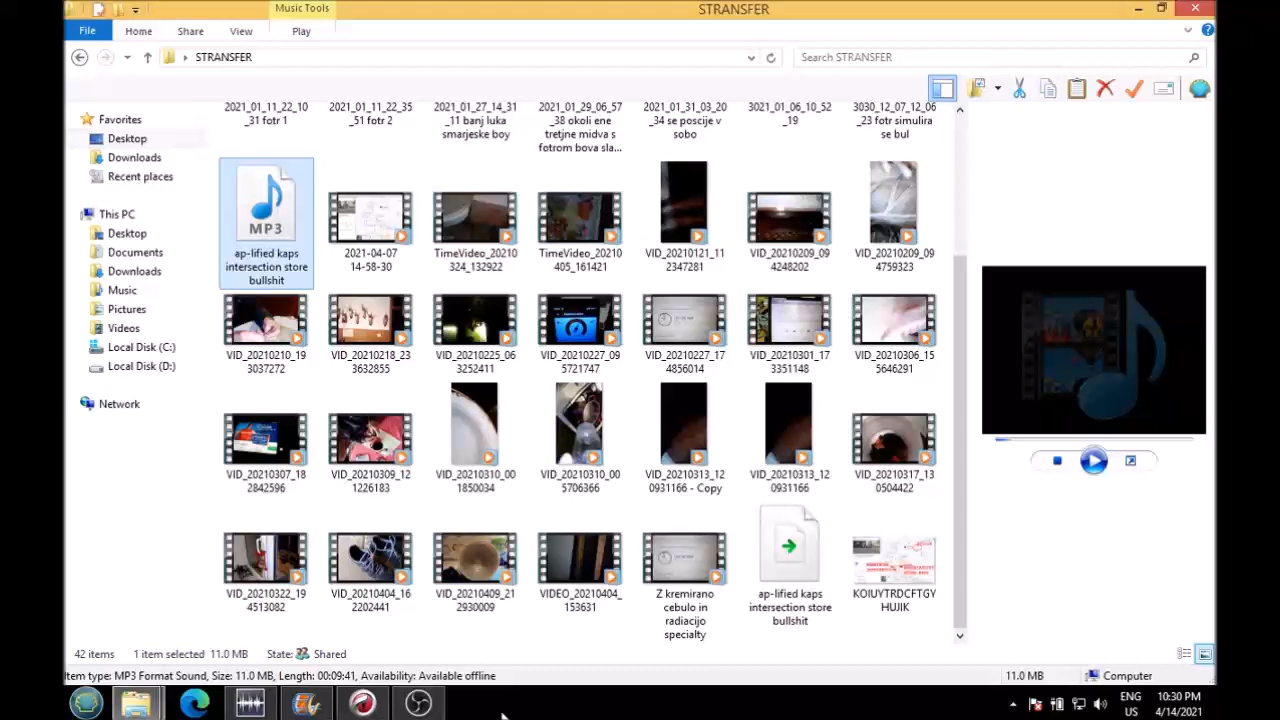 Music Tools
STRANSFER
File
Home
Share
View
Play
STRANSFER
Search STRANSFER
Favorites
Desktop
Downloads
Recent places
This PC
Desktop
Documents
Downloads
Music
Pictures
Videos
Local Disk (C:)
Local Disk (D:)
Network
2021_01_11_22_10
_31 fotr 1
2021_01_11_22_35
_51 fotr 2
2021_01_27_14_31
_11 banj luka
smarjeske boy
2021_01_29_06_57
_38 okoli ene
tretjne midva s
fotrom bova sla...
2021_01_31_03_20
_34 se poscije v
sobo
3021_01_06_10_52
_19
3030_12_07_12_06
_23 fotr simulira
se bul
MP3
ap-lified kaps
intersection store
bullshit
2021-04-07
14-58-30
TimeVideo_20210
324_132922
TimeVideo_20210
405_161421
VID_20210121_11
2347281
VID_20210209_09
4248202
VID_20210209_09
4759323
VID_20210210_19
3037272
VID_20210218_23
3632855
VID_20210225_06
3252411
VID_20210227_09
5721747
VID_20210227_17
4856014
VID_20210301_17
3351148
VID_20210306_15
5646291
VID_20210307_18
2842596
VID_20210309_12
1226183
VID_20210310_00
1850034
VID_20210310_00
5706366
VID_20210313_12
0931166 - Copy
VID_20210313_12
0931166
VID_20210317_13
0504422
VID_20210322_19
4513082
VID_20210404_16
2202441
VID_20210409_21
2930009
VIDEO_20210404_
153631
Z kremirano
cebulo in
radiacijo
specialty
ap-lified kaps
intersection store
bullshit
KOIUYTRDCFTGY
HUJIK
42 items
1 item selected 11.0 MB
State: Shared
Item type: MP3 Format Sound, Size: 11.0 MB, Length: 00:09:41, Availability: Available offline
11.0 MB
Computer
ENG
US
10:30 PM
4/14/2021